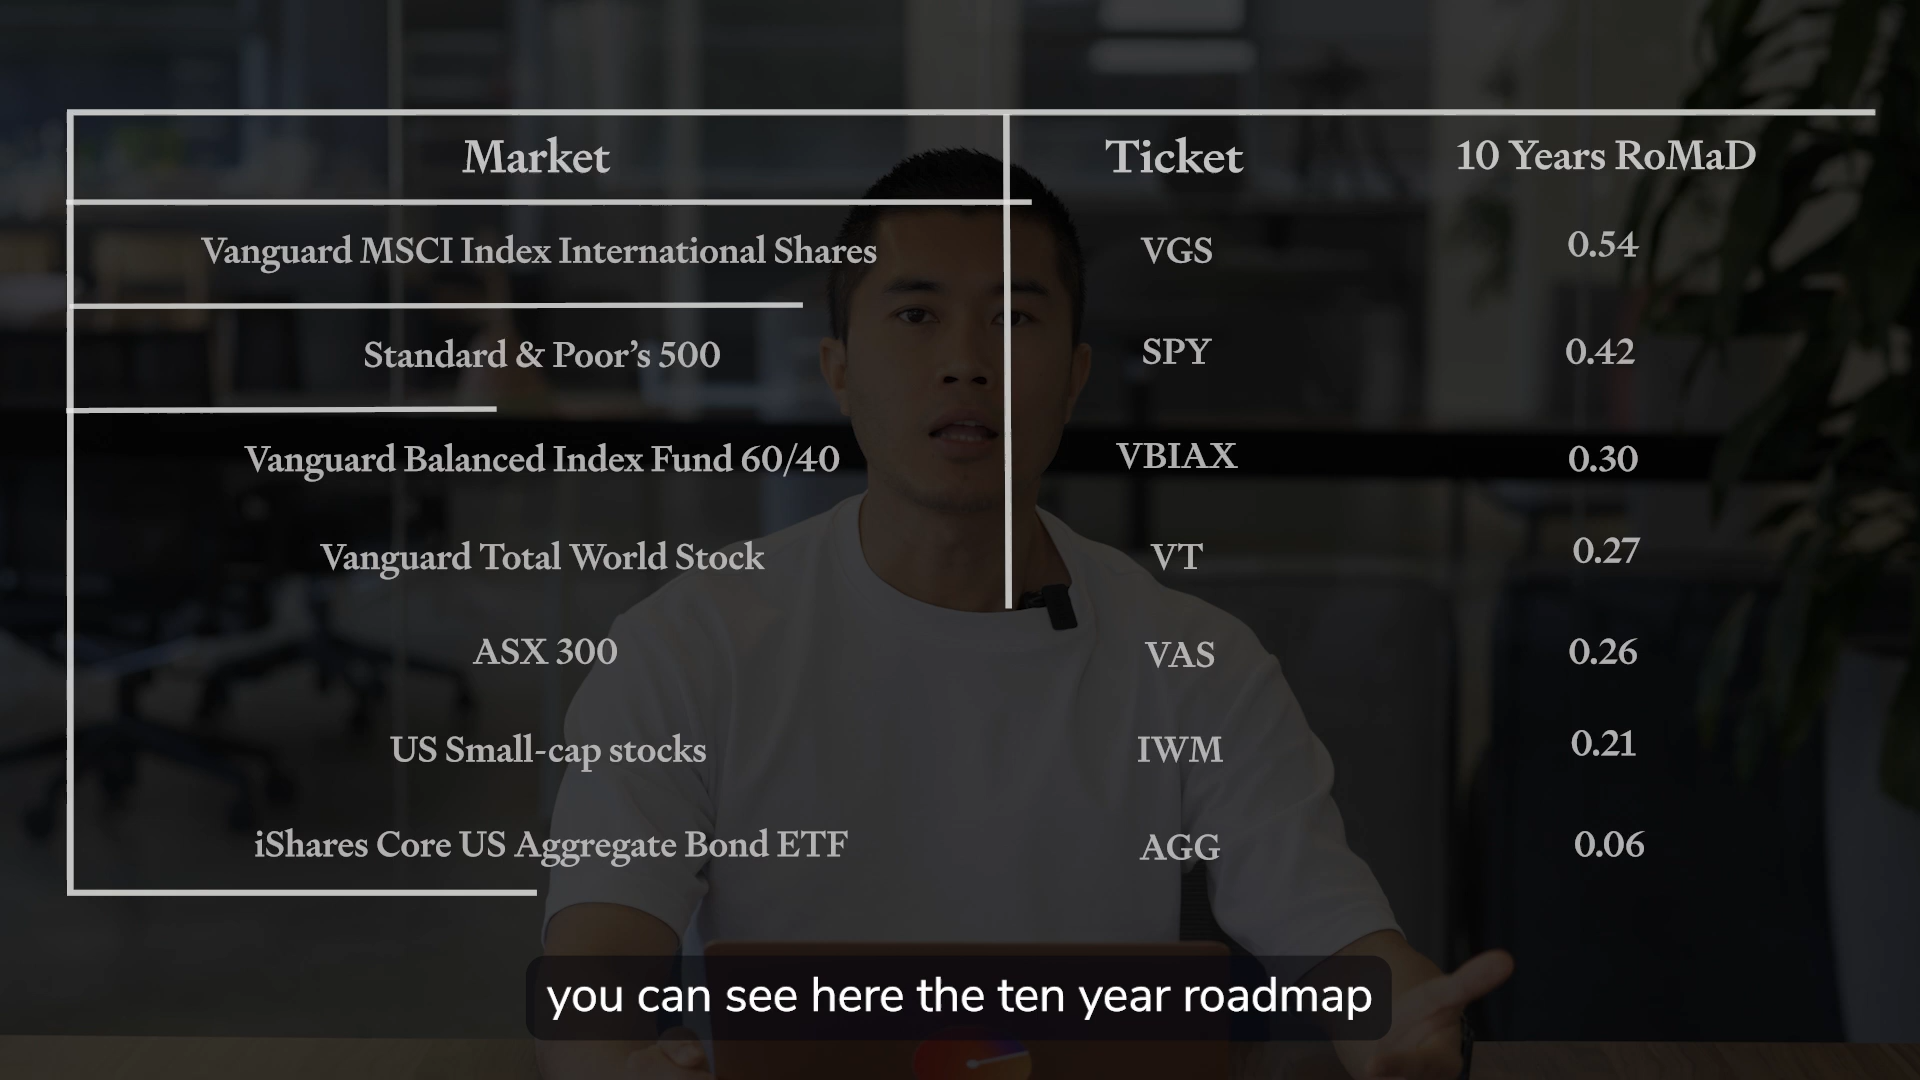 Market Ticket 10 Years RoMaD
Vanguard MSCI Index International Shares VGS 0.54
Standard & Poor’s 500 SPY 0.42
Vanguard Balanced Index Fund 60/40 VBIAX 0.30
Vanguard Total World Stock VT 0.27
ASX 300 VAS 0.26
US Small-cap stocks IWM 0.21
iShares Core US Aggregate Bond ETF AGG 0.06
you can see here the ten year roadmap